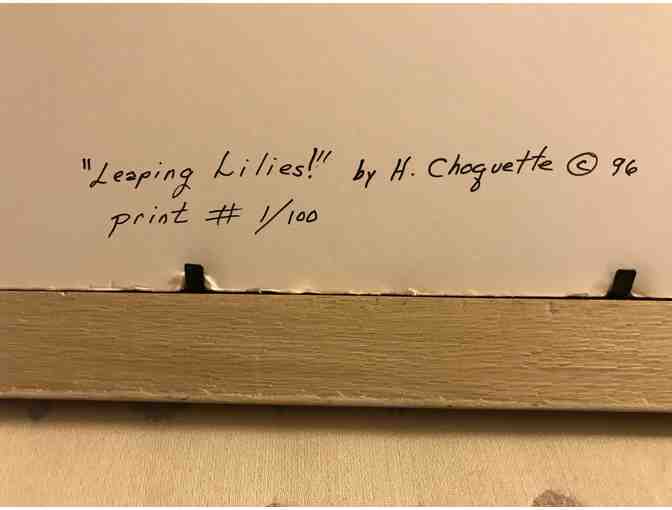 "Leaping Lilies!" by H. Choquette © 96
print # 1/100